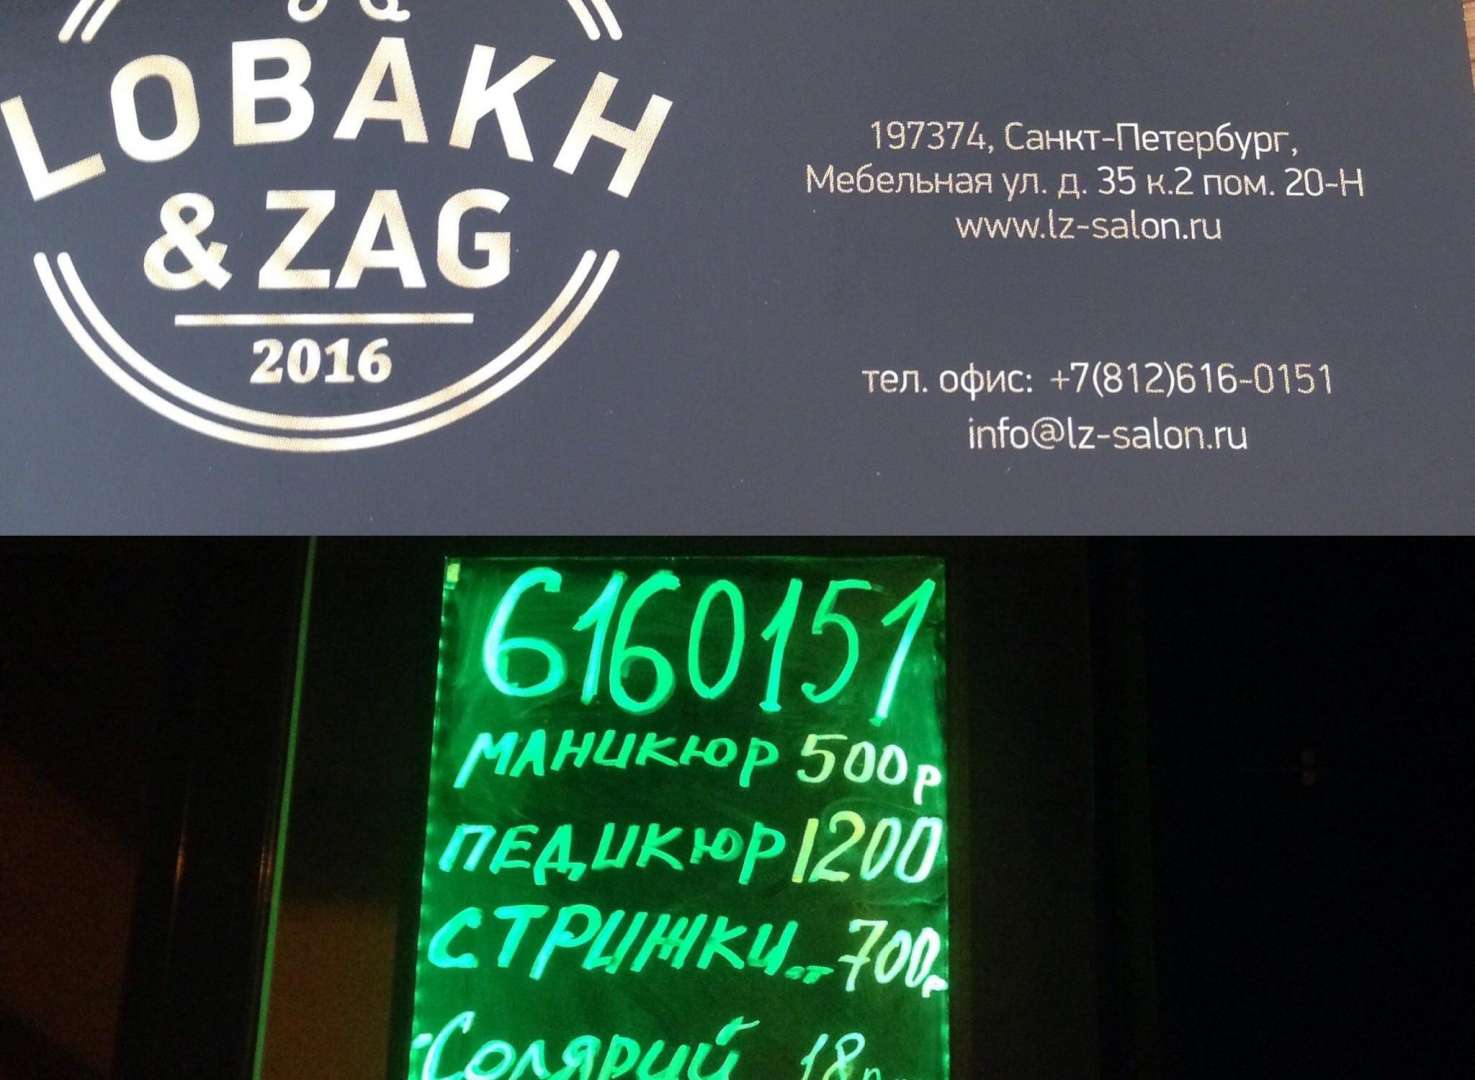 LOBAKH
& ZAG
2016
197374, Санкт-Петербург,
Мебельная ул. д. 35 к.2 пом. 20-Н
www.lz-salon.ru
тел. офис: +7(812)616-0151
info@lz-salon.ru
6160151
МАНИКЮР 500р
ПЕДИКЮР 1200
СТРИЖКИ от 700р
Солярий 18р